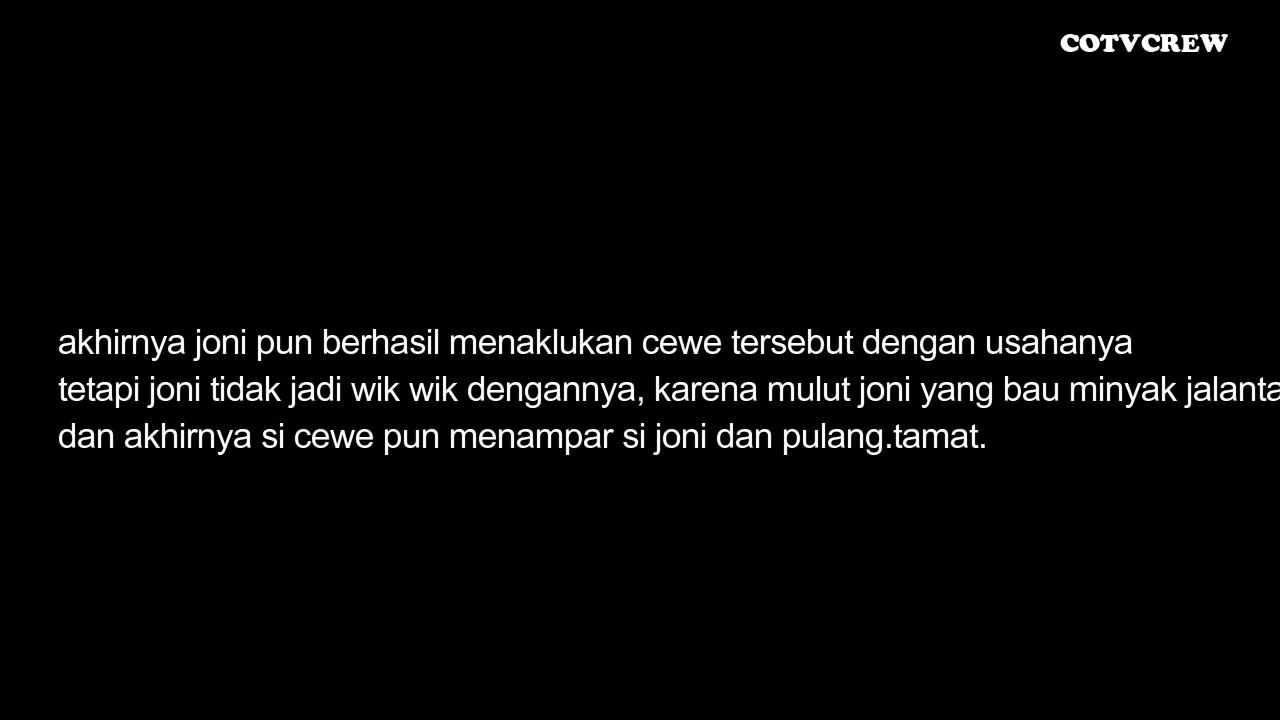 COTVCREW
akhirnya joni pun berhasil menaklukan cewe tersebut dengan usahanya
tetapi joni tidak jadi wik wik dengannya, karena mulut joni yang bau minyak
dan akhirnya si cewe pun menampar si joni dan pulang.tamat.